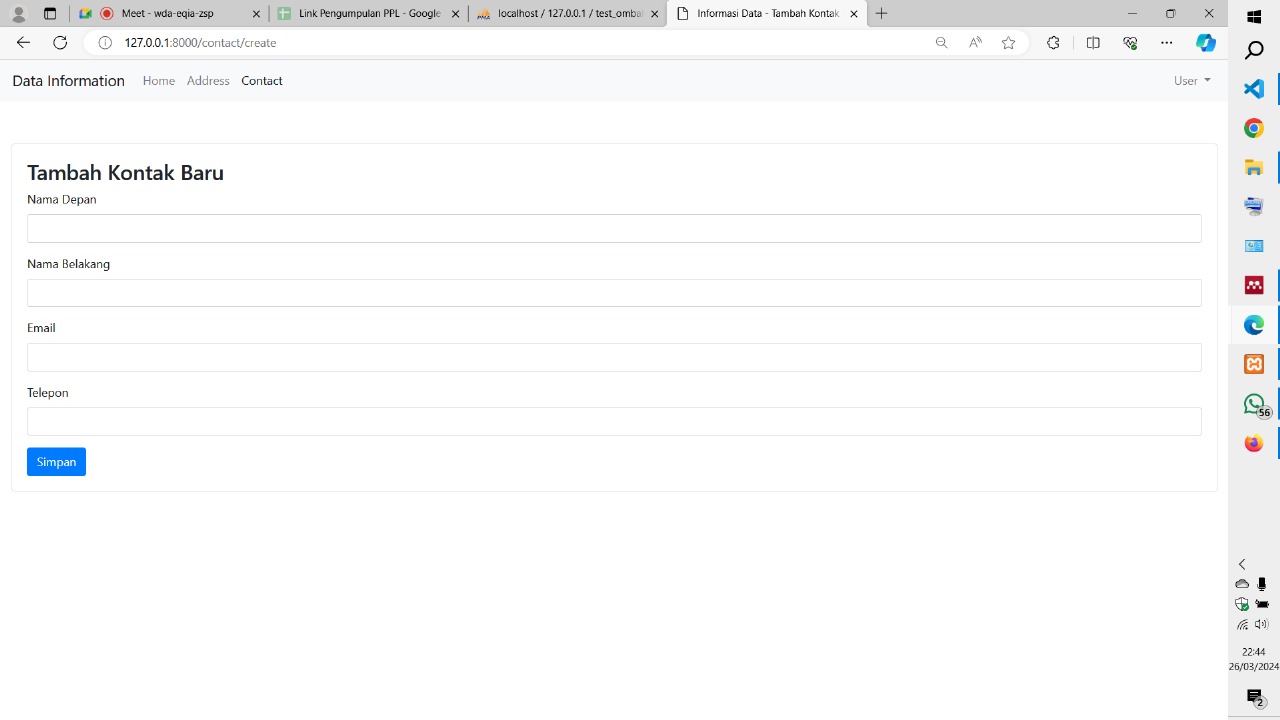 Meet - wda-eqia-zsp
Link Pengumpulan PPL - Google
localhost / 127.0.0.1 / test_omba
Informasi Data - Tambah Kontak
127.0.0.1:8000/contact/create
Data Information Home Address Contact User
Tambah Kontak Baru
Nama Depan
Nama Belakang
Email
Telepon
Simpan
56
22:44
26/03/2024
2